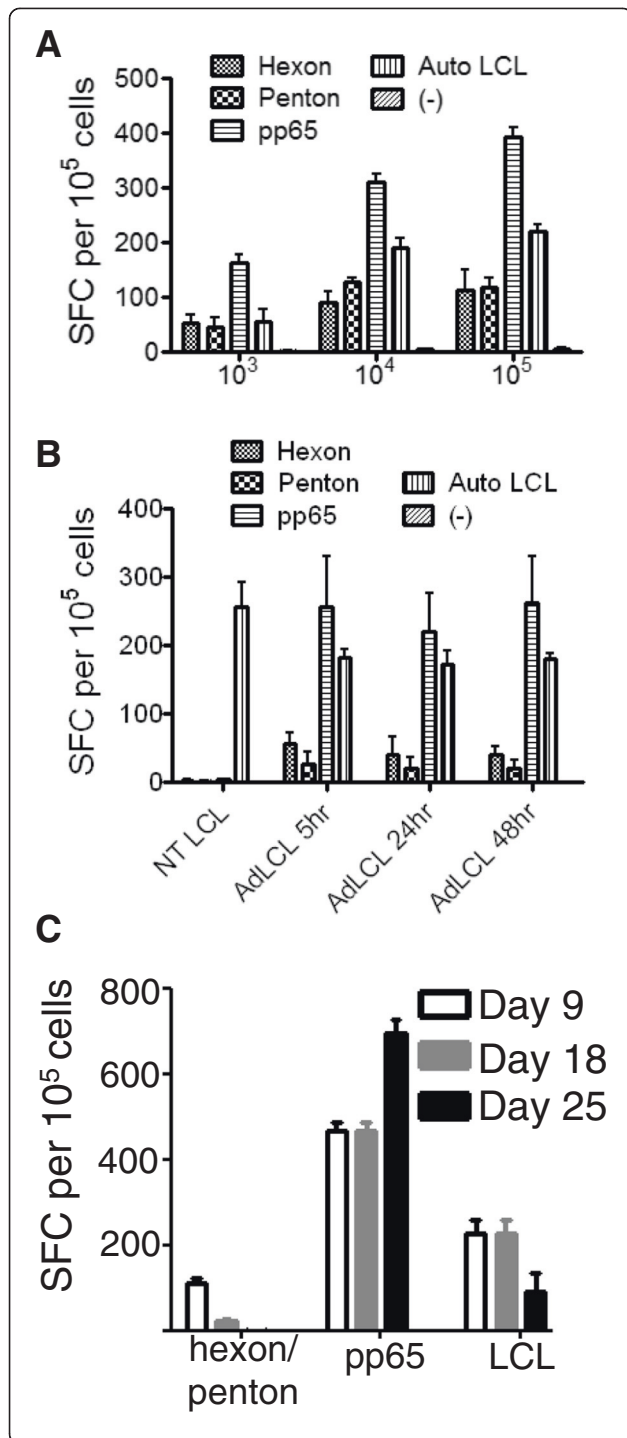 A
Hexon
Penton
pp65
Auto LCL
(-)
SFC per 10⁵ cells
500
400
300
200
100
0
10³ 10⁴ 10⁵
B
Hexon
Penton
pp65
Auto LCL
(-)
SFC per 10⁵ cells
400
300
200
100
0
NT LCL
AdLCL 5hr
AdLCL 24hr
AdLCL 48hr
C
Day 9
Day 18
Day 25
SFC per 10⁵ cells
800
600
400
200
hexon/
penton
pp65
LCL